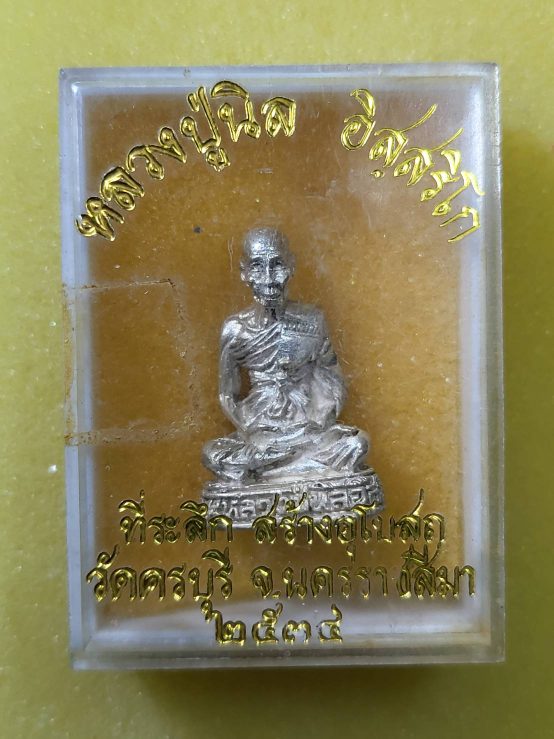 หลวงปู่นิล อิสฺสริโก
ที่ระลึก สร้างอุโบสถ
วัดครบุรี จ.นครราชสีมา
๒๕๓๔